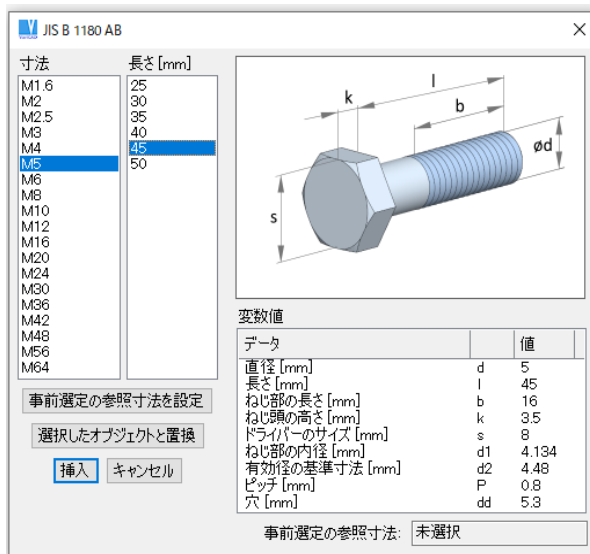 JIS B 1180 AB
寸法
長さ [mm]
M1.6
M2
M2.5
M3
M4
M5
M6
M8
M10
M12
M16
M20
M24
M30
M36
M42
M48
M56
M64
25
30
35
40
45
50
事前選定の参照寸法を設定
選択したオブジェクトと置換
挿入 キャンセル
k
l
b
ød
s
変数値
データ 値
直径 [mm] d 5
長さ [mm] l 45
ねじ部の長さ [mm] b 16
ねじ頭の高さ [mm] k 3.5
ドライバーのサイズ [mm] s 8
ねじ部の内径 [mm] d1 4.134
有効径の基準寸法 [mm] d2 4.48
ピッチ [mm] P 0.8
穴 [mm] dd 5.3
事前選定の参照寸法: 未選択